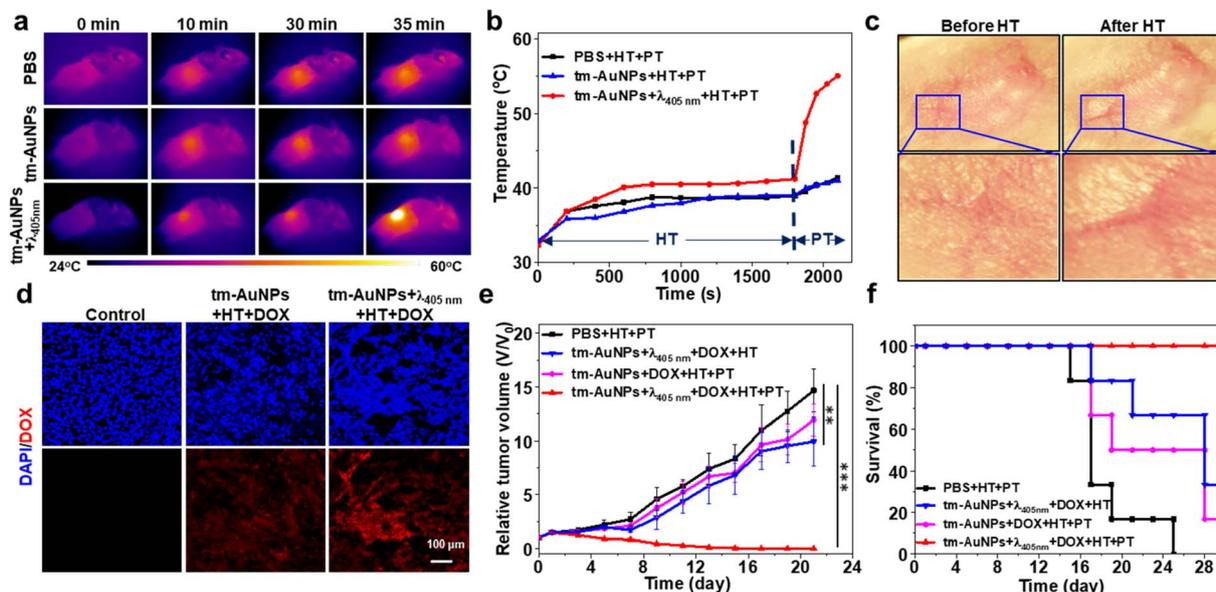 a
0 min 10 min 30 min 35 min
PBS
tm-AuNPs
tm-AuNPs
+λ405nm
24°C 60°C
b
60
50
40
30
Temperature (°C)
PBS+HT+PT
tm-AuNPs+HT+PT
tm-AuNPs+λ405 nm+HT+PT
HT PT
0 500 1000 1500 2000
Time (s)
c
Before HT After HT
d
Control
tm-AuNPs
+HT+DOX
tm-AuNPs+λ405 nm
+HT+DOX
DAPI/DOX
100 μm
e
20
15
10
5
0
Relative tumor volume (V/V0)
PBS+HT+PT
tm-AuNPs+λ405 nm+DOX+HT
tm-AuNPs+DOX+HT+PT
tm-AuNPs+λ405 nm+DOX+HT+PT
**
***
0 4 8 12 16 20 24
Time (day)
f
100
80
60
40
20
0
Survival (%)
PBS+HT+PT
tm-AuNPs+λ405nm+DOX+HT
tm-AuNPs+DOX+HT+PT
tm-AuNPs+λ405nm+DOX+HT+PT
0 4 8 12 16 20 24 28
Time (day)